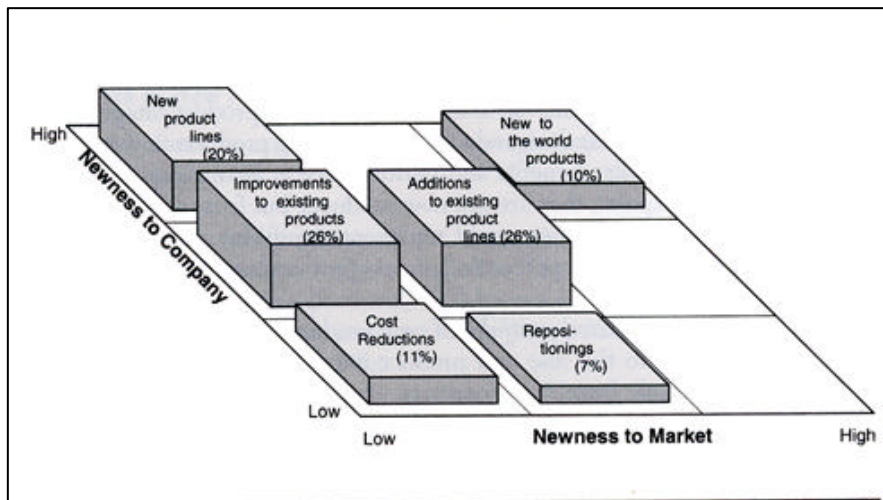 New
product
lines
(20%)
New to
the world
products
(10%)
High
Improvements
to existing
products
(26%)
Additions
to existing
product
lines (26%)
Newness to Company
Cost
Reductions
(11%)
Reposi-
tionings
(7%)
Low
Low
Newness to Market
High